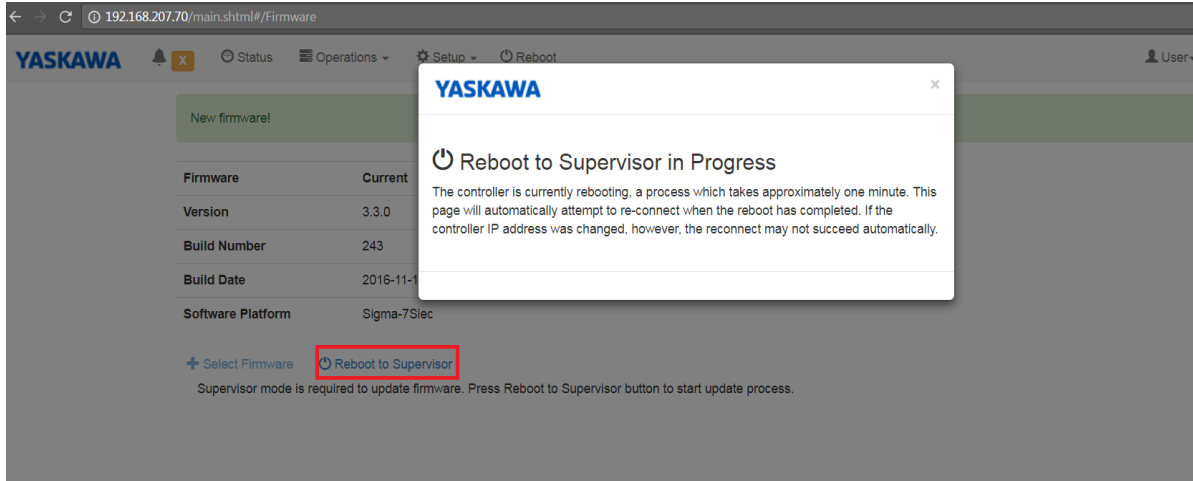 192.168.207.70/main.shtml#/Firmware
YASKAWA X Status Operations Setup Reboot User
New firmware!
Firmware Current
Version 3.3.0
Build Number 243
Build Date 2016-11-1
Software Platform Sigma-7Siec
Select Firmware Reboot to Supervisor
Supervisor mode is required to update firmware. Press Reboot to Supervisor button to start update process.
YASKAWA ×
Reboot to Supervisor in Progress
The controller is currently rebooting, a process which takes approximately one minute. This
page will automatically attempt to re-connect when the reboot has completed. If the
controller IP address was changed, however, the reconnect may not succeed automatically.